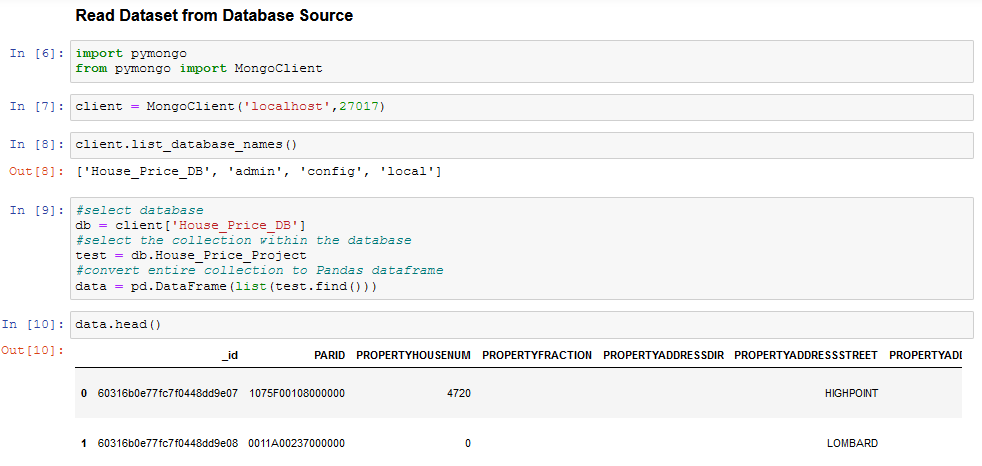 Read Dataset from Database Source
In [6]: import pymongo
from pymongo import MongoClient
In [7]: client = MongoClient('localhost',27017)
In [8]: client.list_database_names()
Out[8]: ['House_Price_DB', 'admin', 'config', 'local']
In [9]: #select database
db = client['House_Price_DB']
#select the collection within the database
test = db.House_Price_Project
#convert entire collection to Pandas dataframe
data = pd.DataFrame(list(test.find()))
In [10]: data.head()
Out[10]:
_id PARID PROPERTYHOUSENUM PROPERTYFRACTION PROPERTYADDRESSDIR PROPERTYADDRESSSTREET PROPERTYADD
0 60316b0e77fc7f0448dd9e07 1075F00108000000 4720 HIGHPOINT
1 60316b0e77fc7f0448dd9e08 0011A00237000000 0 LOMBARD